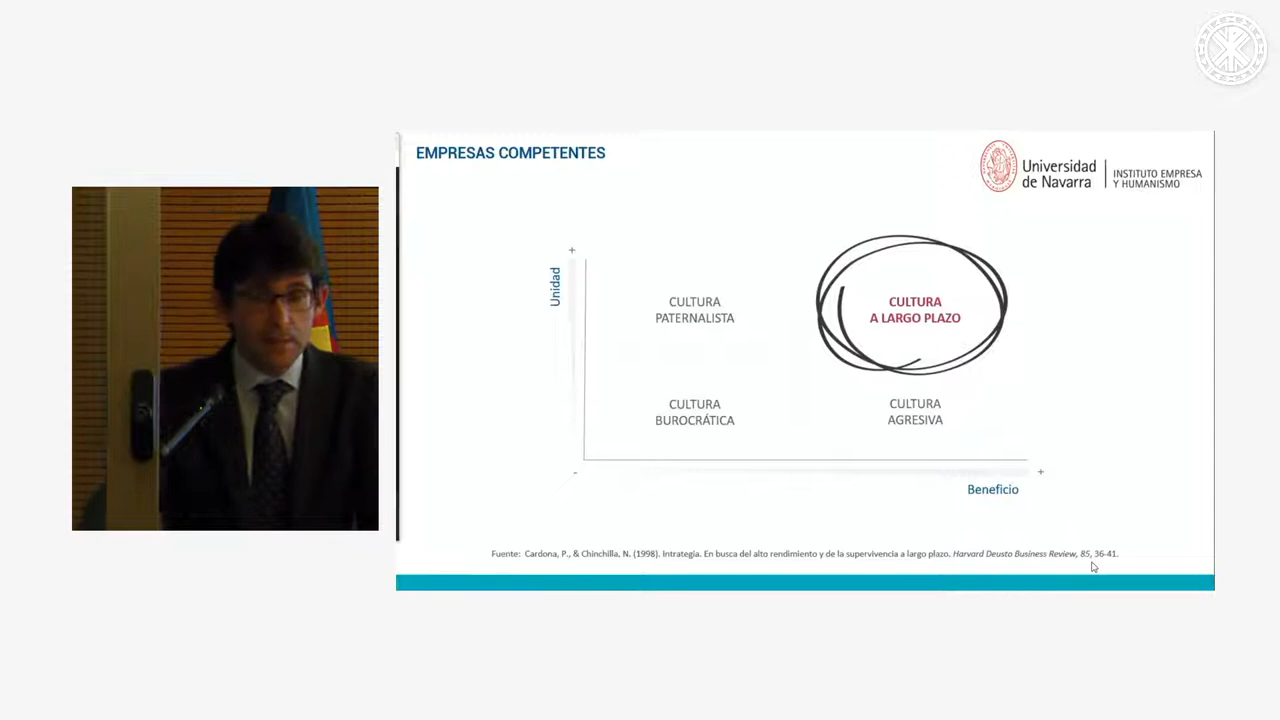 EMPRESAS COMPETENTES
Universidad
de Navarra
INSTITUTO EMPRESA
Y HUMANISMO
+
Unidad
CULTURA
PATERNALISTA
CULTURA
A LARGO PLAZO
CULTURA
BUROCRÁTICA
CULTURA
AGRESIVA
-
+
Beneficio
Fuente: Cardona, P., & Chinchilla, N. (1998). Intrategia. En busca del alto rendimiento y de la supervivencia a largo plazo. Harvard Deusto Business Review, 85, 36-41.